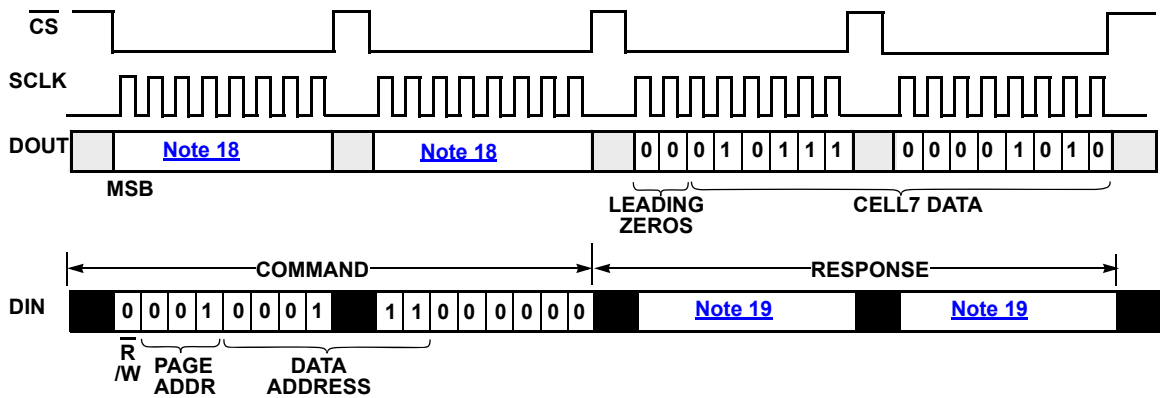 CS
SCLK
DOUT
Note 18
Note 18
0 0 0 1 0 1 1 1
0 0 0 0 1 0 1 0
MSB
LEADING
ZEROS
CELL7 DATA
COMMAND
RESPONSE
DIN
0 0 0 1 0 0 0 1
1 1 0 0 0 0 0 0
Note 19
Note 19
R
/W
PAGE
ADDR
DATA
ADDRESS